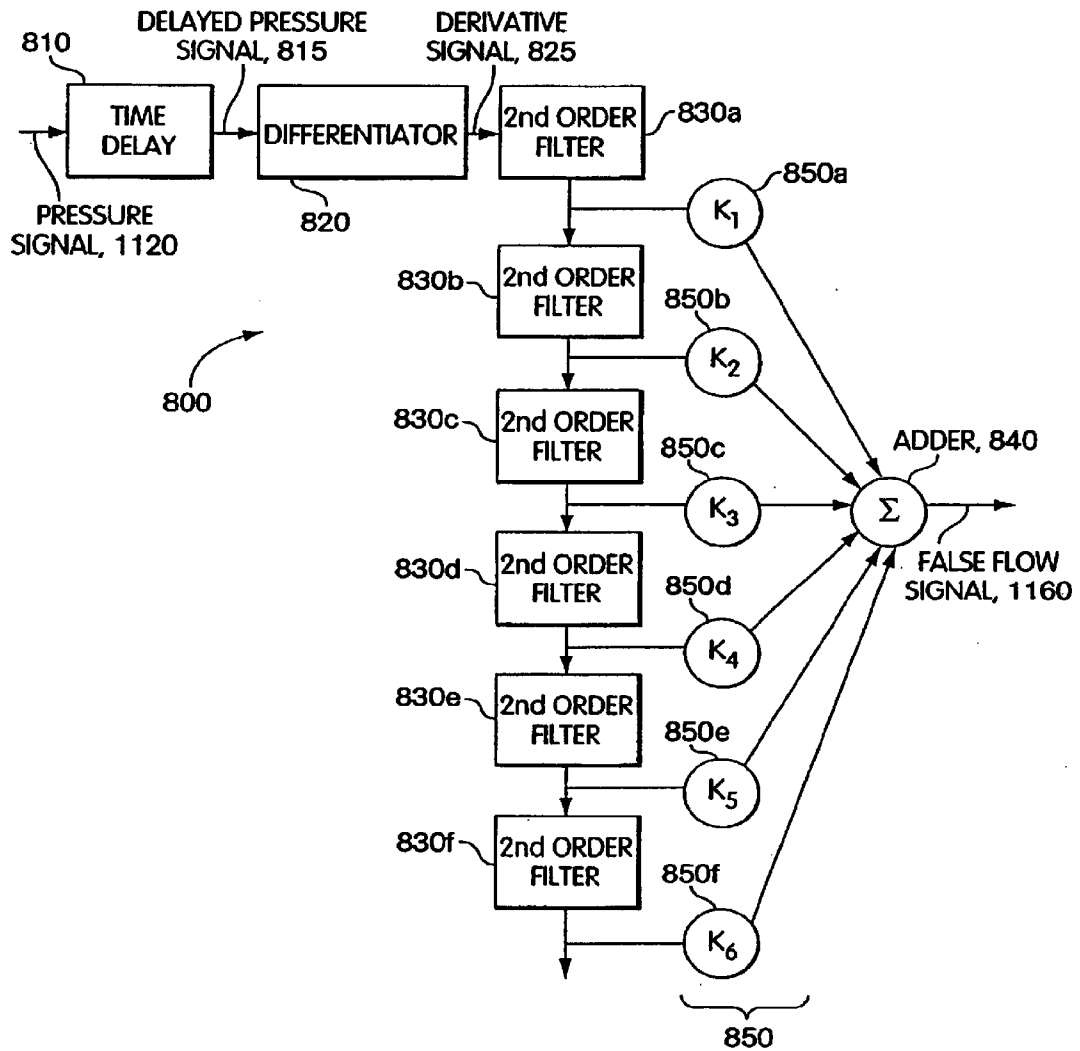 DELAYED PRESSURE
SIGNAL, 815
DERIVATIVE
SIGNAL, 825
810
TIME
DELAY
DIFFERENTIATOR
2nd ORDER
FILTER
830a
PRESSURE
SIGNAL, 1120
820
850a
K1
830b
2nd ORDER
FILTER
850b
K2
800
830c
2nd ORDER
FILTER
850c
K3
ADDER, 840
Σ
FALSE FLOW
SIGNAL, 1160
830d
2nd ORDER
FILTER
850d
K4
830e
2nd ORDER
FILTER
850e
K5
830f
2nd ORDER
FILTER
850f
K6
850